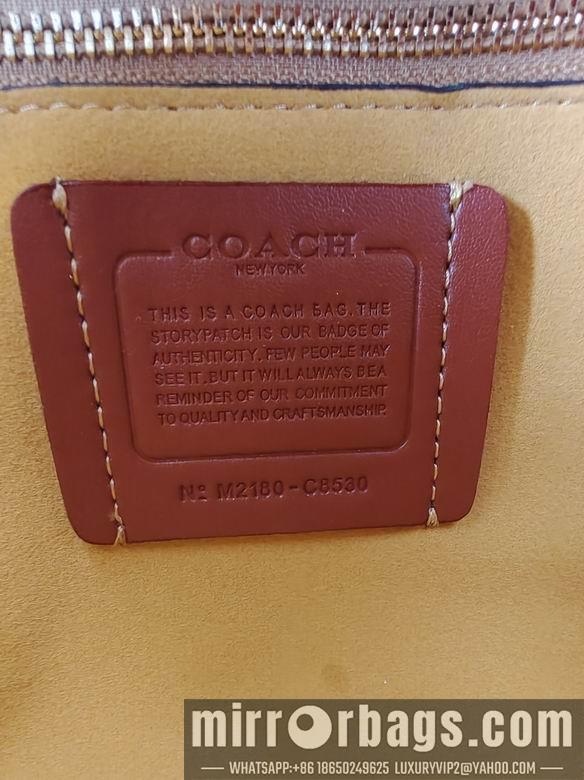 COACH
NEW YORK
THIS IS A COACH BAG. THE
STORYPATCH IS OUR BADGE OF
AUTHENTICITY. FEW PEOPLE MAY
SEE IT. BUT IT WILL ALWAYS BE A
REMINDER OF OUR COMMITMENT
TO QUALITY AND CRAFTSMANSHIP.
Nº M2180-C8530
mirrorbags.com
WHATSAPP:+86 18650249625 LUXURYVIP2@YAHOO.COM